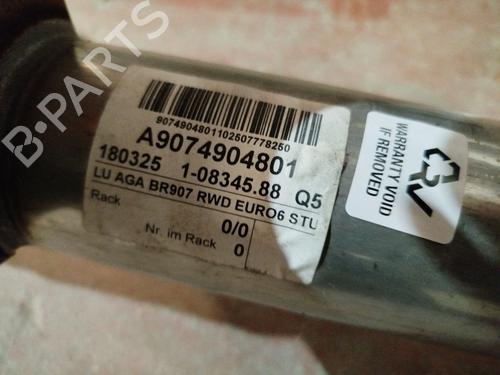 B-PARTS
9074904801102507778250
A9074904801
180325 1-08345.88 Q5
LU AGA BR907 RWD EURO6 STU
Rack 0/0
Nr. im Rack 0
WARRANTY VOID
IF REMOVED